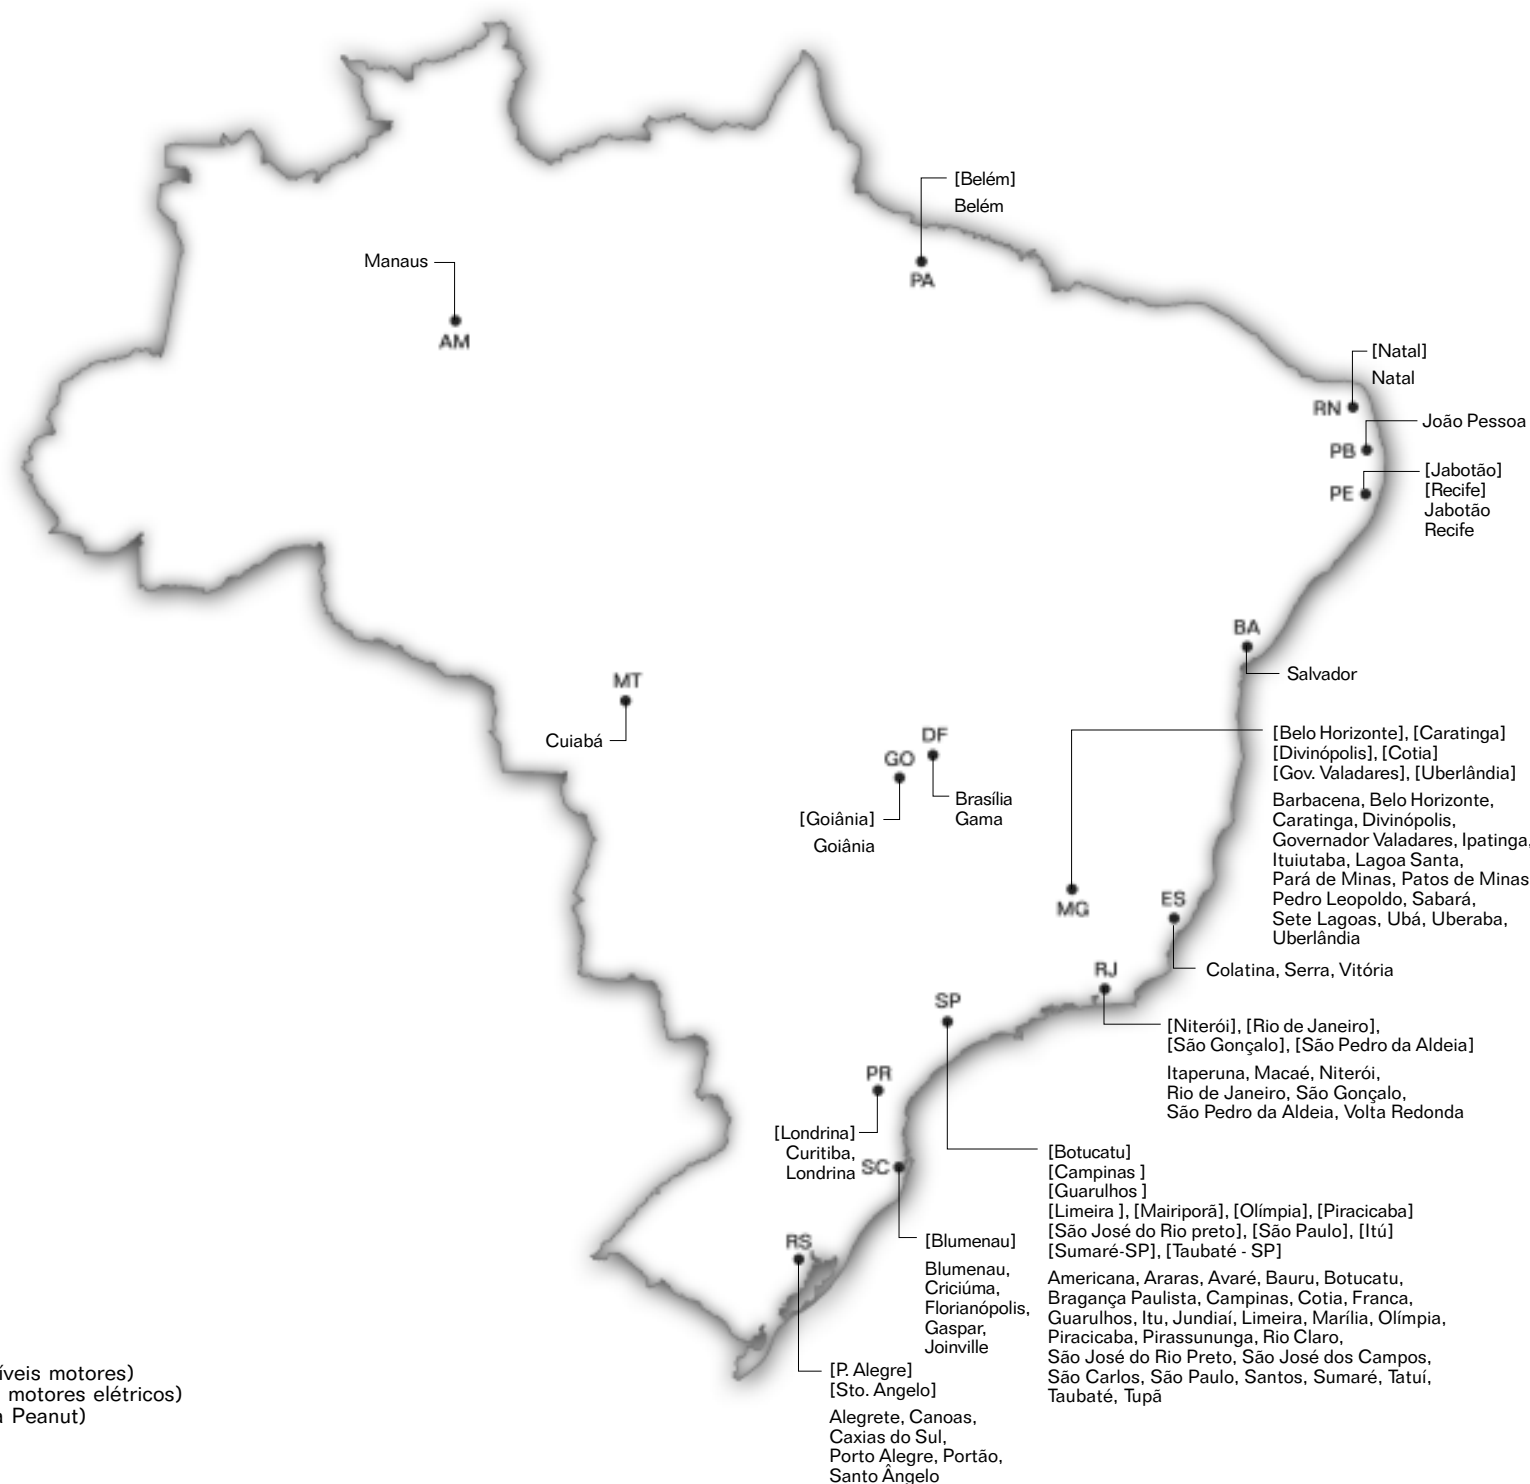 [Belém]
Belém
PA
Manaus
AM
[Natal]
Natal
RN
João Pessoa
PB
[Jabotão]
[Recife]
Jabotão
Recife
PE
BA
Salvador
MT
Cuiabá
DF
Brasília
Gama
GO
[Goiânia]
Goiânia
[Belo Horizonte], [Caratinga]
[Divinópolis], [Cotia]
[Gov. Valadares], [Uberlândia]
Barbacena, Belo Horizonte,
Caratinga, Divinópolis,
Governador Valadares, Ipatinga,
Ituiutaba, Lagoa Santa,
Pará de Minas, Patos de Minas
Pedro Leopoldo, Sabará,
Sete Lagoas, Ubá, Uberaba,
Uberlândia
MG
ES
Colatina, Serra, Vitória
RJ
[Niterói], [Rio de Janeiro],
[São Gonçalo], [São Pedro da Aldeia]
Itaperuna, Macaé, Niterói,
Rio de Janeiro, São Gonçalo,
São Pedro da Aldeia, Volta Redonda
SP
[Botucatu]
[Campinas ]
[Guarulhos ]
[Limeira ], [Mairiporã], [Olímpia], [Piracicaba]
[São José do Rio preto], [São Paulo], [Itú]
[Sumaré-SP], [Taubaté - SP]
Americana, Araras, Avaré, Bauru, Botucatu,
Bragança Paulista, Campinas, Cotia, Franca,
Guarulhos, Itu, Jundiaí, Limeira, Marília, Olímpia,
Piracicaba, Pirassununga, Rio Claro,
São José do Rio Preto, São José dos Campos,
São Carlos, São Paulo, Santos, Sumaré, Tatuí,
Taubaté, Tupã
PR
[Londrina]
Curitiba,
Londrina
SC
[Blumenau]
Blumenau,
Criciúma,
Florianópolis,
Gaspar,
Joinville
RS
[P. Alegre]
[Sto. Angelo]
Alegrete, Canoas,
Caxias do Sul,
Porto Alegre, Portão,
Santo Ângelo
íveis motores)
motores elétricos)
a Peanut)